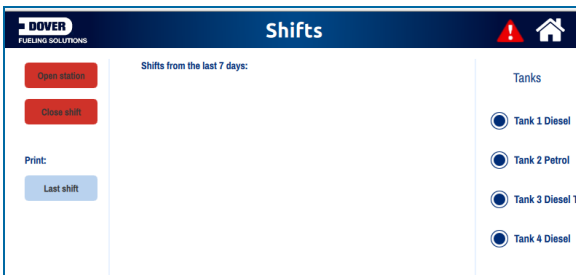 DOVER
FUELING SOLUTIONS
Shifts
Open station
Close shift
Print:
Last shift
Shifts from the last 7 days:
Tanks
Tank 1 Diesel
Tank 2 Petrol
Tank 3 Diesel T
Tank 4 Diesel